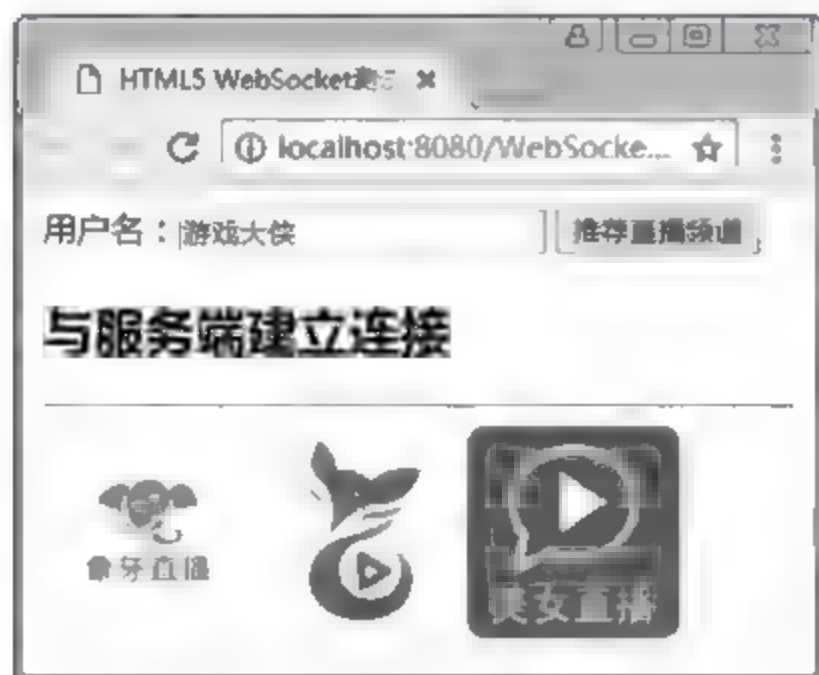 HTML5 WebSocket
localhost:8080/WebSocke...
用户名：游戏大侠 推荐直播频道
与服务端建立连接
象牙直播
美女直播